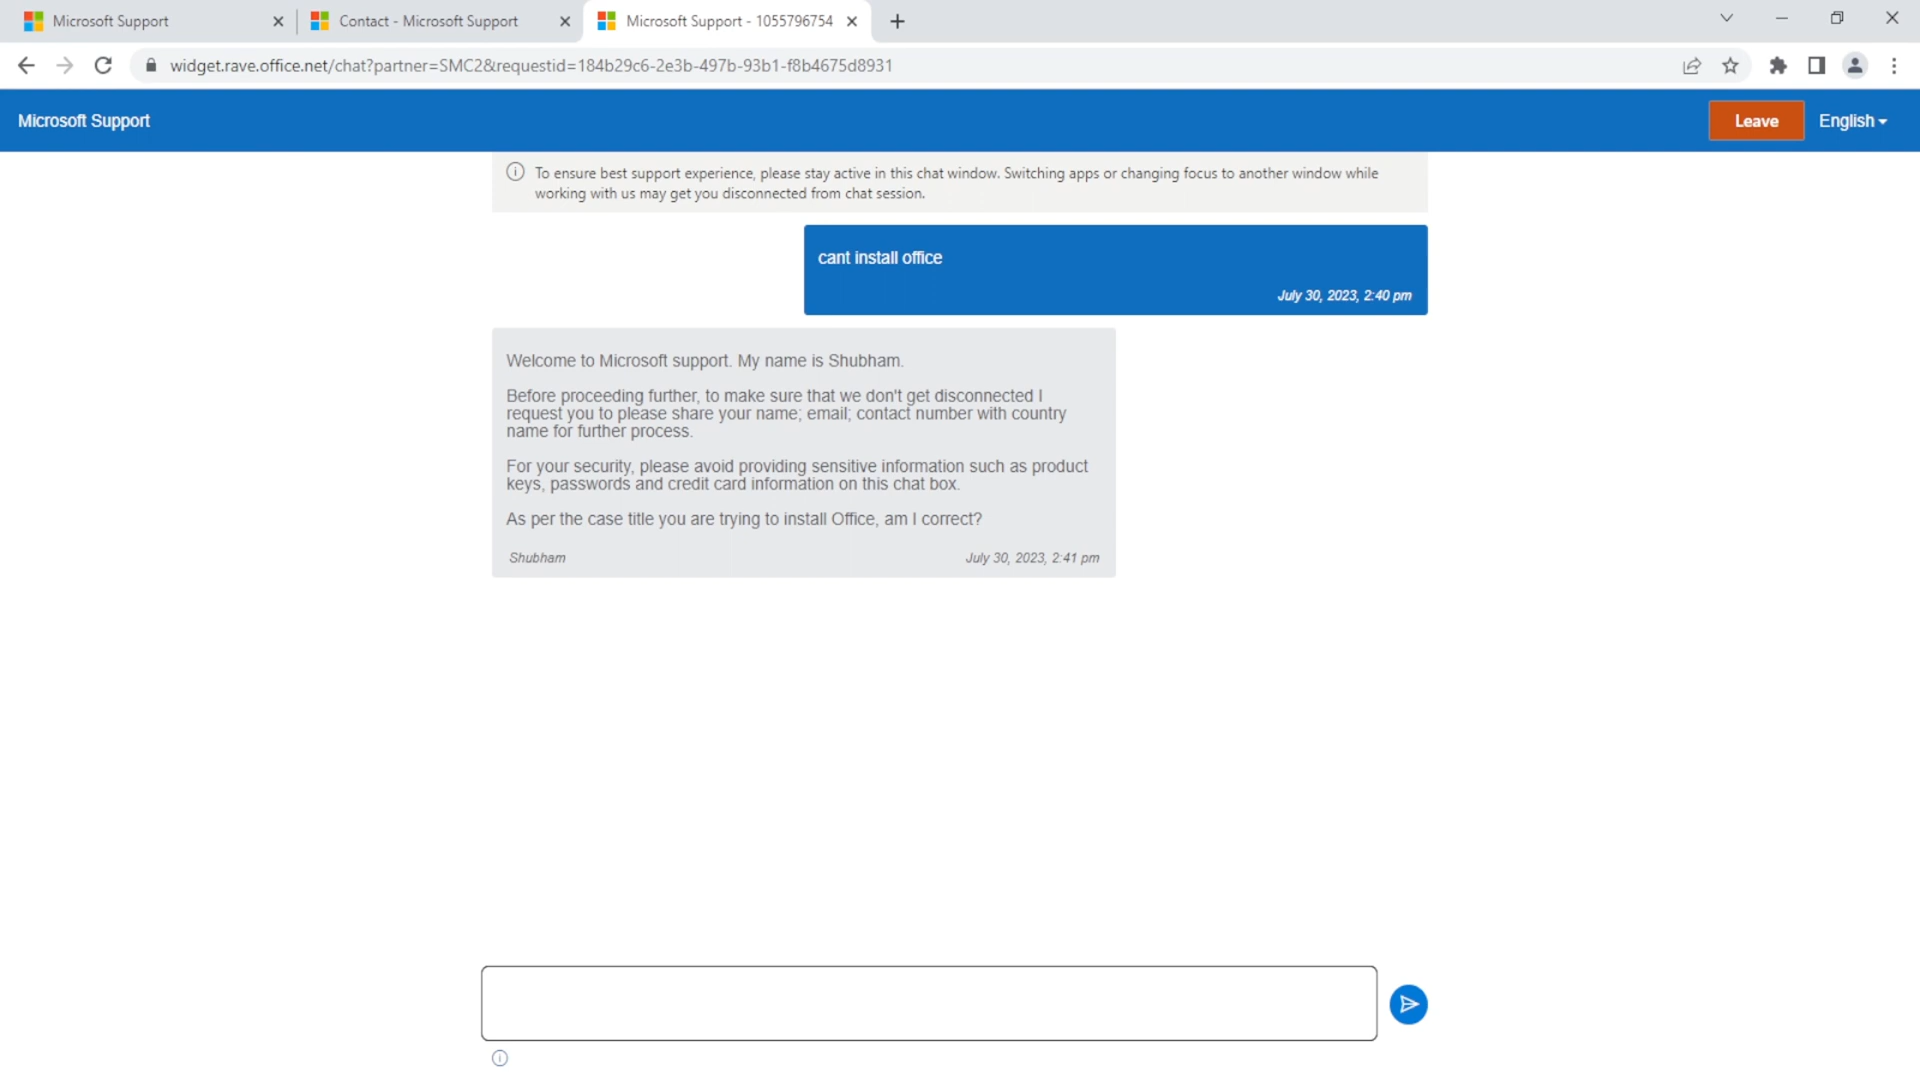 Microsoft Support
Contact - Microsoft Support
Microsoft Support - 1055796754
widget.rave.office.net/chat?partner=SMC2&requestid=184b29c6-2e3b-497b-93b1-f8b4675d8931
Microsoft Support
Leave
English
To ensure best support experience, please stay active in this chat window. Switching apps or changing focus to another window while
working with us may get you disconnected from chat session.
cant install office
July 30, 2023, 2:40 pm
Welcome to Microsoft support. My name is Shubham.
Before proceeding further, to make sure that we don't get disconnected I
request you to please share your name; email; contact number with country
name for further process.
For your security, please avoid providing sensitive information such as product
keys, passwords and credit card information on this chat box.
As per the case title you are trying to install Office, am I correct?
Shubham
July 30, 2023, 2:41 pm